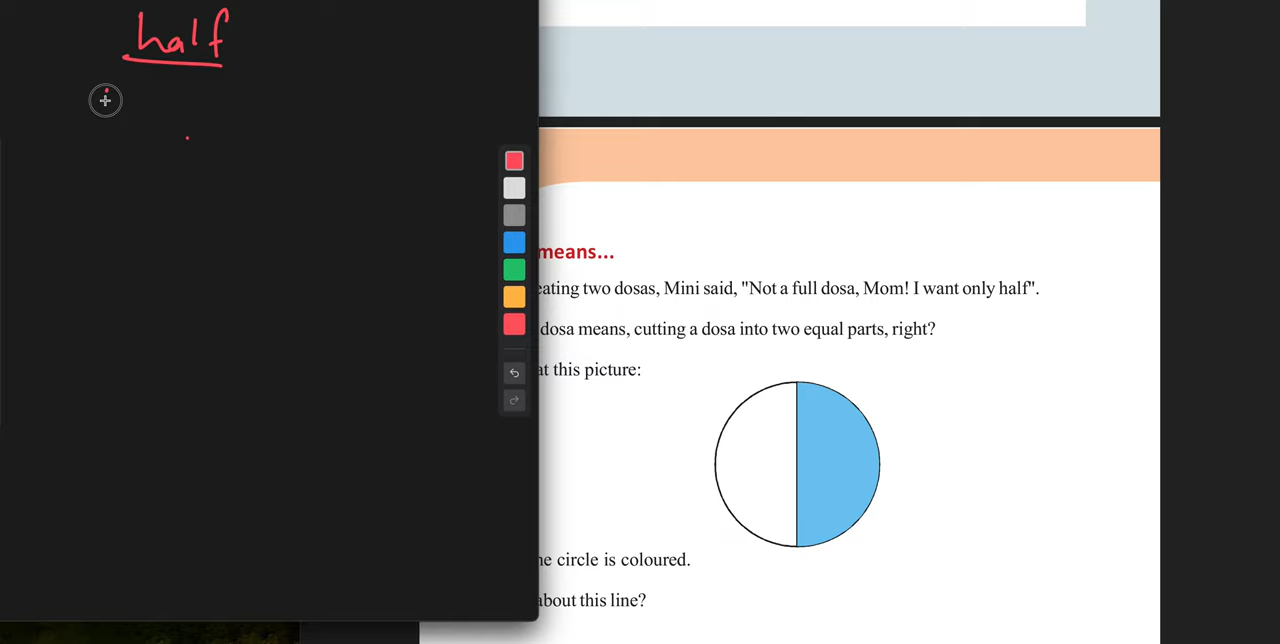 half
means...
eating two dosas, Mini said, "Not a full dosa, Mom! I want only half".
dosa means, cutting a dosa into two equal parts, right?
at this picture:
circle is coloured.
about this line?